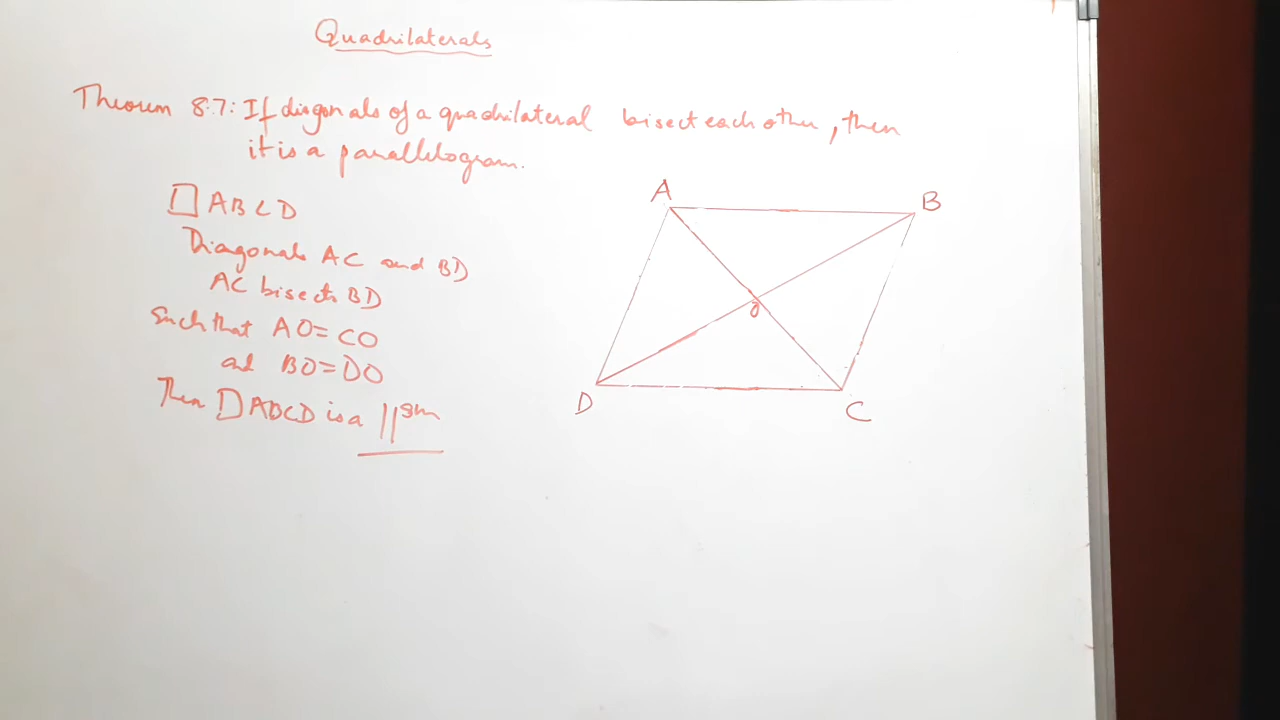 Quadrilaterals
Theorem 8.7: If diagonals of a quadrilateral bisect each other, then
it is a parallelogram.
□ ABCD
Diagonals AC and BD
AC bisects BD
Such that AO = CO
and BO = DO
Then □ ABCD is a ||gm
A
B
O
D
C